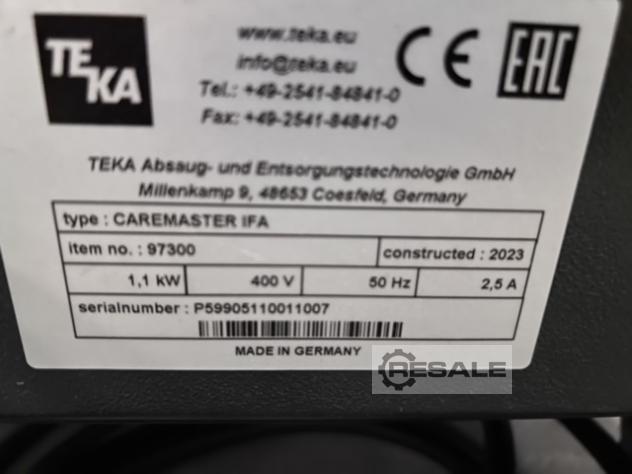 TEKA
www.teka.eu
info@teka.eu
Tel.: +49-2541-84841-0
Fax: +49-2541-84841-0
CE EAC
TEKA Absaug- und Entsorgungstechnologie GmbH
Millenkamp 9, 48653 Coesfeld, Germany
type : CAREMASTER IFA
item no. : 97300 constructed : 2023
1,1 kW 400 V 50 Hz 2,5 A
serialnumber : P59905110011007
MADE IN GERMANY
RESALE